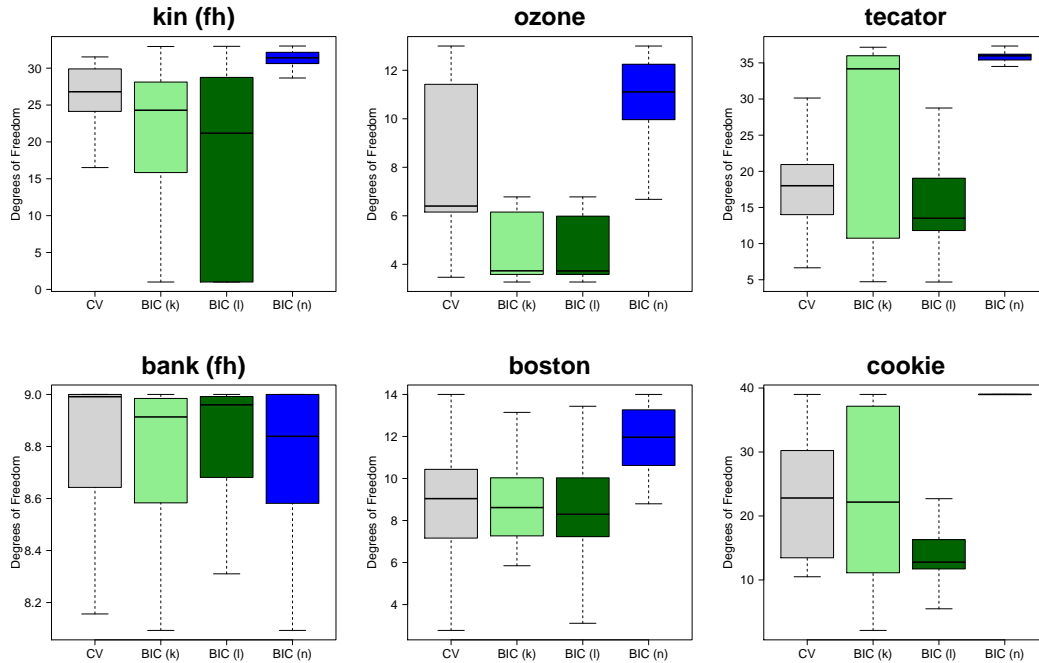 kin (fh)
Degrees of Freedom
30
25
20
15
10
5
0
CV BIC (k) BIC (l) BIC (n)
ozone
Degrees of Freedom
12
10
8
6
4
CV BIC (k) BIC (l) BIC (n)
tecator
Degrees of Freedom
35
30
25
20
15
10
5
CV BIC (k) BIC (l) BIC (n)
bank (fh)
Degrees of Freedom
9.0
8.8
8.6
8.4
8.2
CV BIC (k) BIC (l) BIC (n)
boston
Degrees of Freedom
14
12
10
8
6
4
CV BIC (k) BIC (l) BIC (n)
cookie
Degrees of Freedom
40
30
20
10
CV BIC (k) BIC (l) BIC (n)